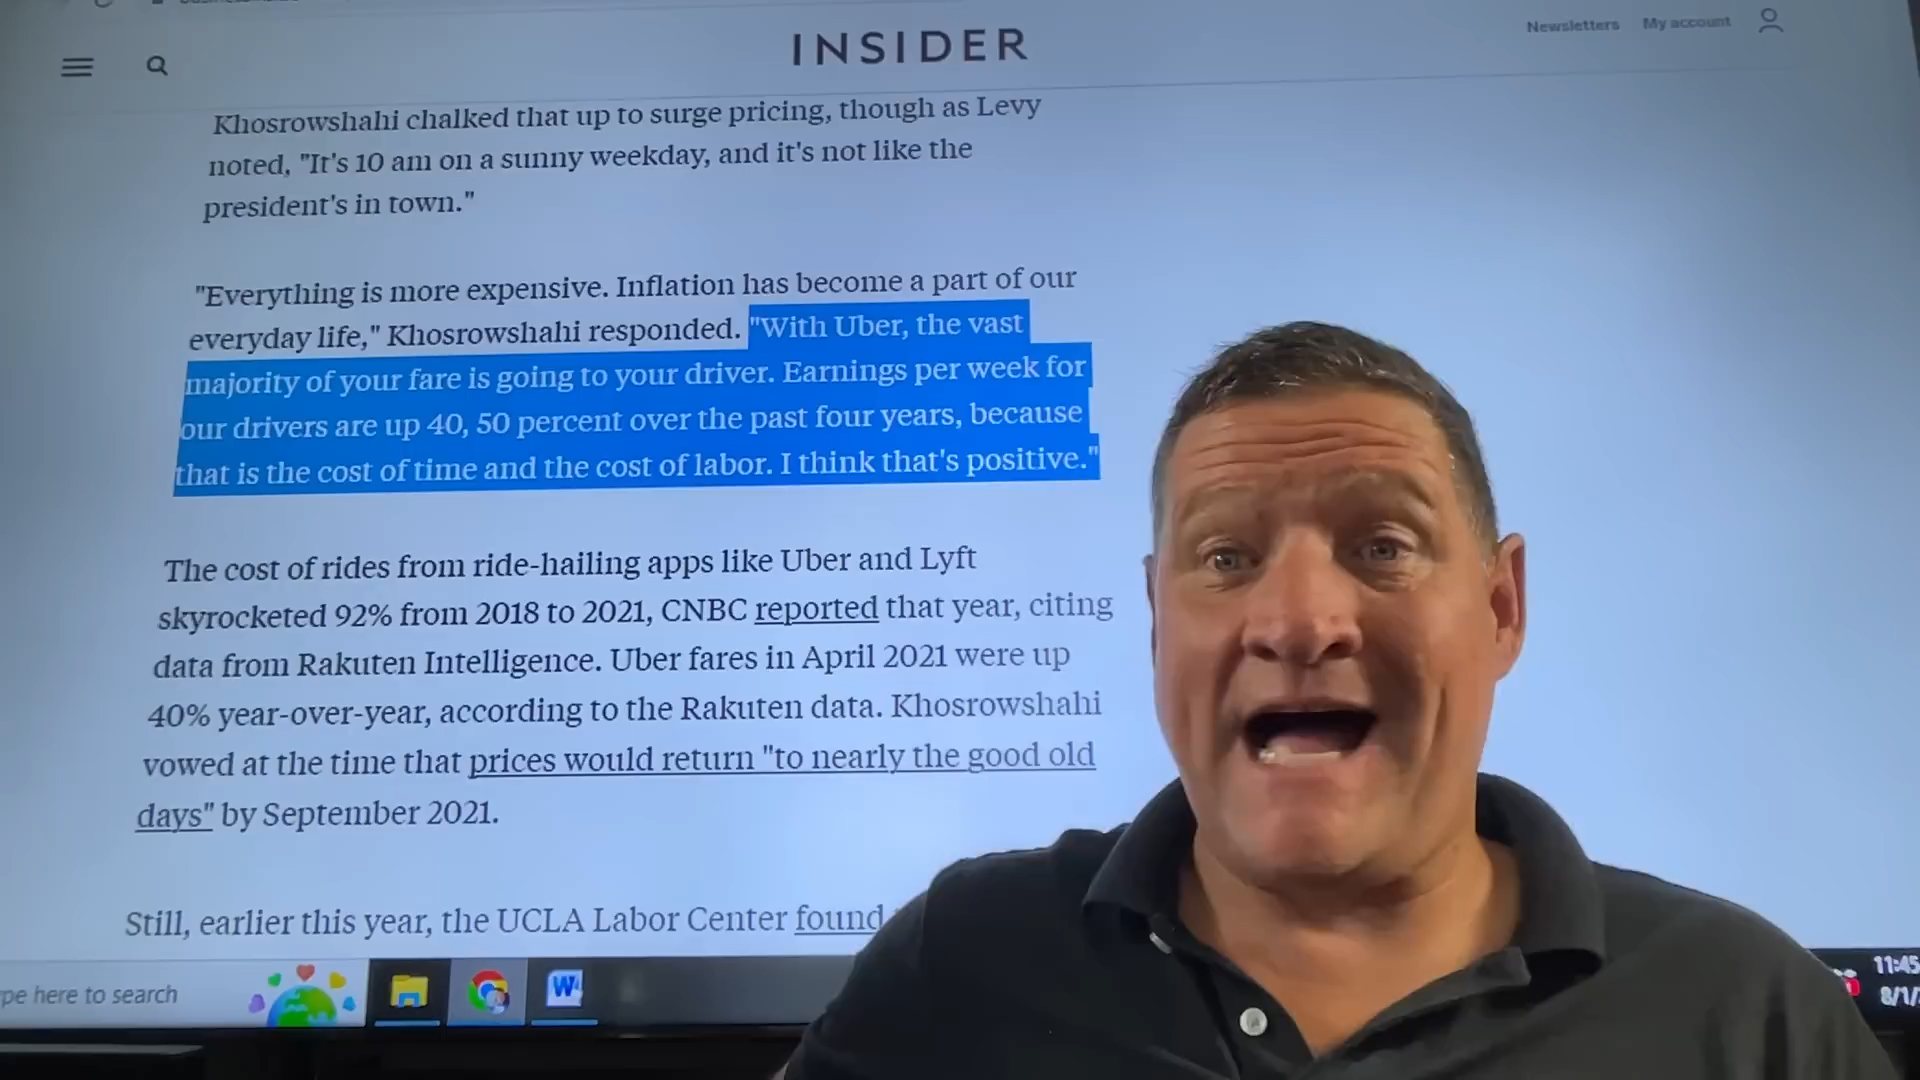 INSIDER
Newsletters My account
Khosrowshahi chalked that up to surge pricing, though as Levy
noted, "It's 10 am on a sunny weekday, and it's not like the
president's in town."
"Everything is more expensive. Inflation has become a part of our
everyday life," Khosrowshahi responded. "With Uber, the vast
majority of your fare is going to your driver. Earnings per week for
our drivers are up 40, 50 percent over the past four years, because
that is the cost of time and the cost of labor. I think that's positive."
The cost of rides from ride-hailing apps like Uber and Lyft
skyrocketed 92% from 2018 to 2021, CNBC reported that year, citing
data from Rakuten Intelligence. Uber fares in April 2021 were up
40% year-over-year, according to the Rakuten data. Khosrowshahi
vowed at the time that prices would return "to nearly the good old
days" by September 2021.
Still, earlier this year, the UCLA Labor Center found
pe here to search
W
11:45
8/1/